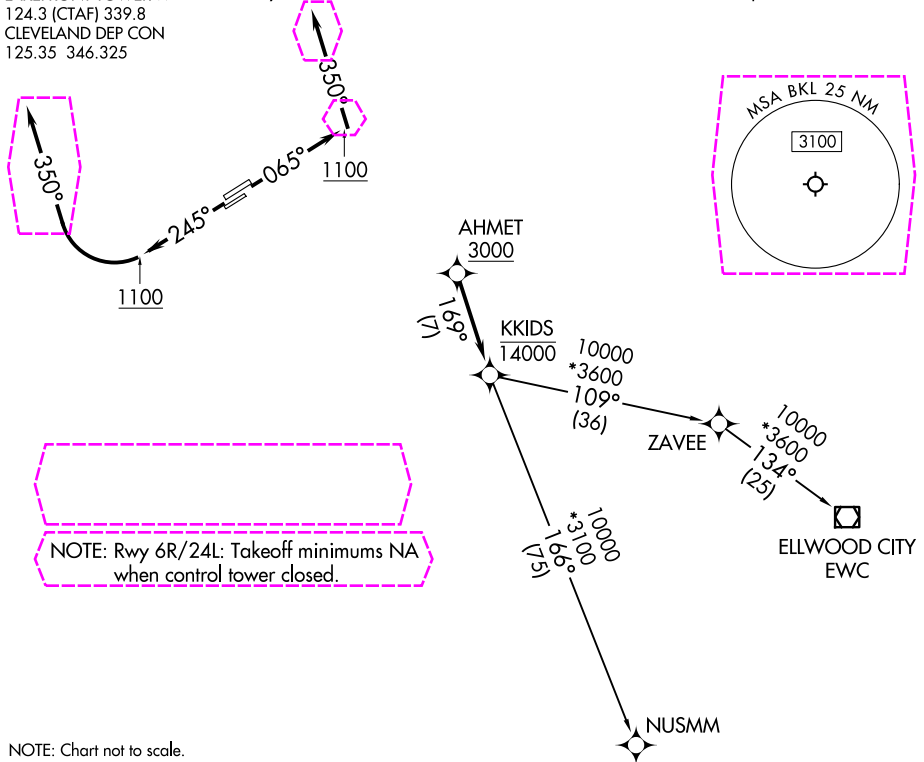 124.3 (CTAF) 339.8
CLEVELAND DEP CON
125.35 346.325
350°
350°
065°
245°
1100
1100
MSA BKL 25 NM
3100
AHMET
3000
169°
(7)
KKIDS
14000
10000
*3600
109°
(36)
ZAVEE
10000
*3600
134°
(25)
ELLWOOD CITY
EWC
10000
*3100
166°
(75)
NUSMM
NOTE: Rwy 6R/24L: Takeoff minimums NA
when control tower closed.
NOTE: Chart not to scale.